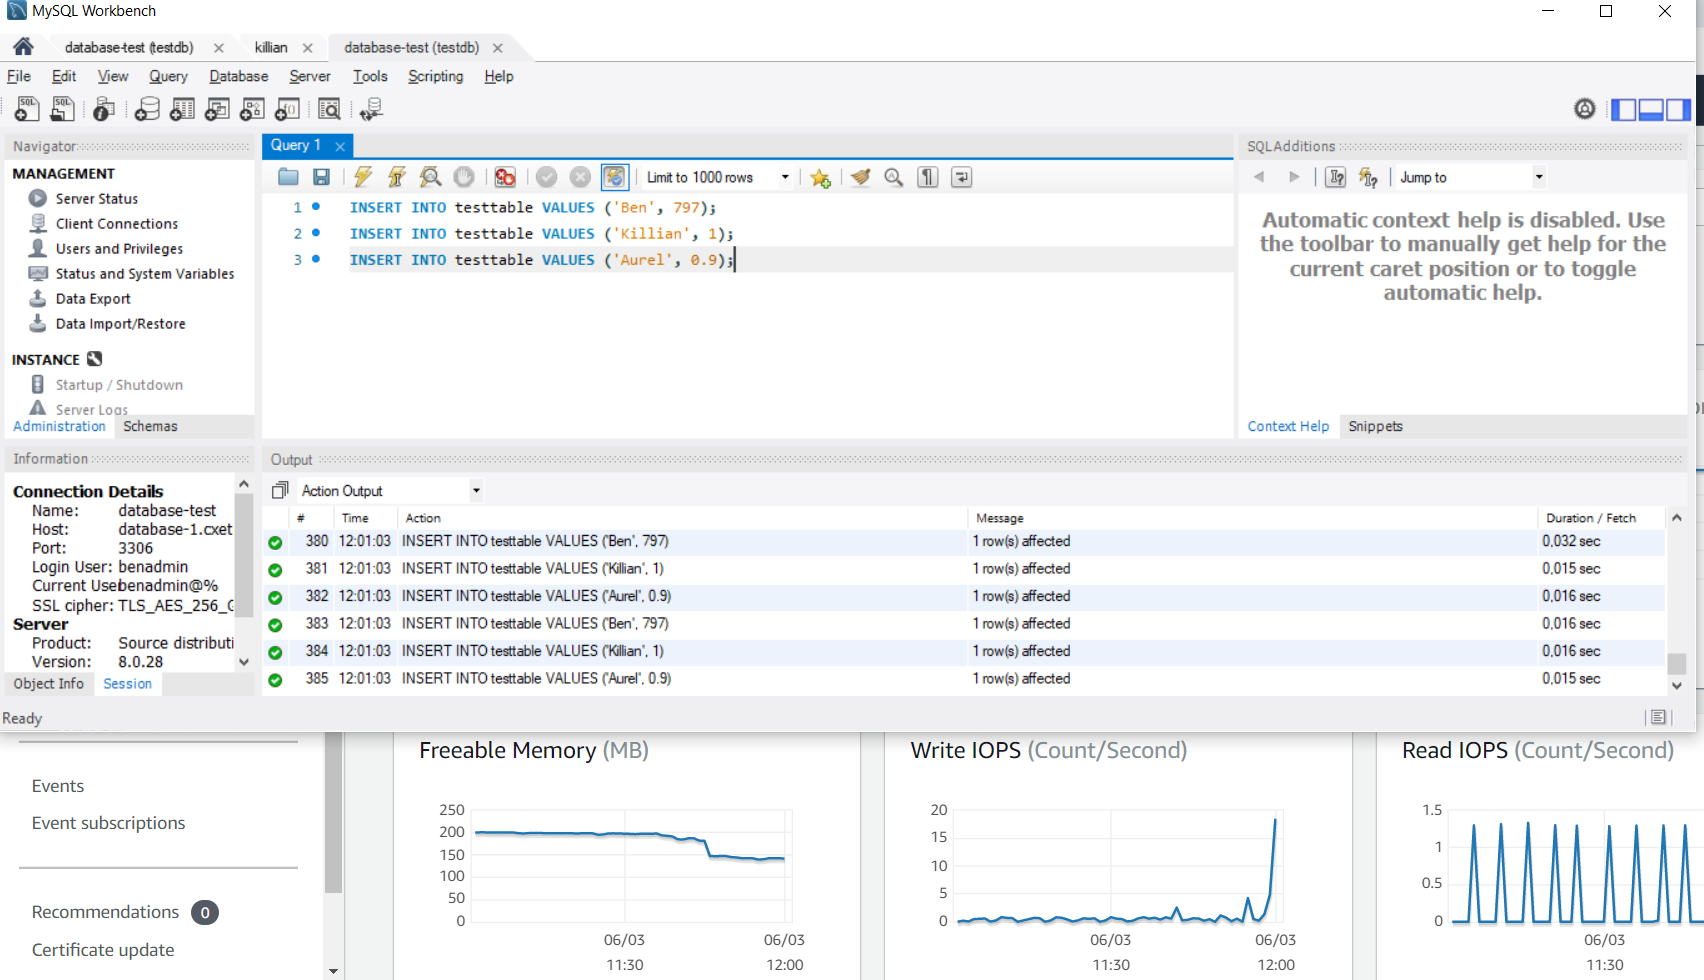 MySQL Workbench
database-test (testdb)
killian
database-test (testdb)
File Edit View Query Database Server Tools Scripting Help
Navigator
MANAGEMENT
Server Status
Client Connections
Users and Privileges
Status and System Variables
Data Export
Data Import/Restore
INSTANCE
Startup / Shutdown
Server Logs
Administration Schemas
Query 1
Limit to 1000 rows
1 INSERT INTO testtable VALUES ('Ben', 797);
2 INSERT INTO testtable VALUES ('Killian', 1);
3 INSERT INTO testtable VALUES ('Aurel', 0.9);
SQLAdditions
Jump to
Automatic context help is disabled. Use
the toolbar to manually get help for the
current caret position or to toggle
automatic help.
Context Help Snippets
Information
Connection Details
Name: database-test
Host: database-1.cxet
Port: 3306
Login User: benadmin
Current User benadmin@%
SSL cipher: TLS_AES_256_G
Server
Product: Source distributi
Version: 8.0.28
Object Info Session
Output
Action Output
# Time Action Message Duration / Fetch
380 12:01:03 INSERT INTO testtable VALUES ('Ben', 797) 1 row(s) affected 0,032 sec
381 12:01:03 INSERT INTO testtable VALUES ('Killian', 1) 1 row(s) affected 0,015 sec
382 12:01:03 INSERT INTO testtable VALUES ('Aurel', 0.9) 1 row(s) affected 0,016 sec
383 12:01:03 INSERT INTO testtable VALUES ('Ben', 797) 1 row(s) affected 0,016 sec
384 12:01:03 INSERT INTO testtable VALUES ('Killian', 1) 1 row(s) affected 0,016 sec
385 12:01:03 INSERT INTO testtable VALUES ('Aurel', 0.9) 1 row(s) affected 0,015 sec
Ready
Events
Event subscriptions
Recommendations 0
Certificate update
Freeable Memory (MB)
250
200
150
100
50
0
06/03
11:30
06/03
12:00
Write IOPS (Count/Second)
20
15
10
5
0
06/03
11:30
06/03
12:00
Read IOPS (Count/Second)
1.5
1
0.5
0
06/03
11:30